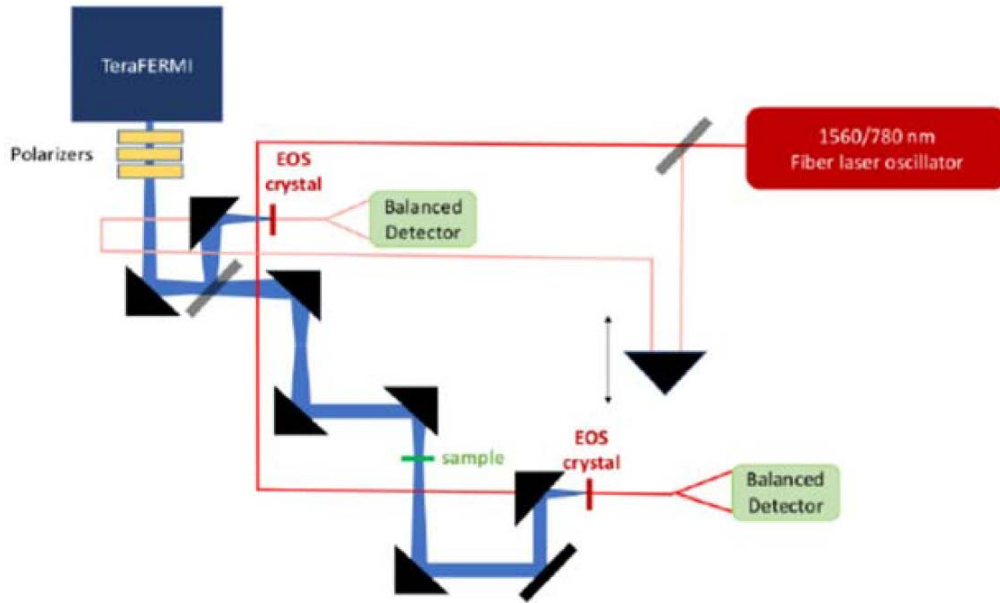 TeraFERMI
Polarizers
EOS
crystal
Balanced
Detector
1560/780 nm
Fiber laser oscillator
sample
EOS
crystal
Balanced
Detector